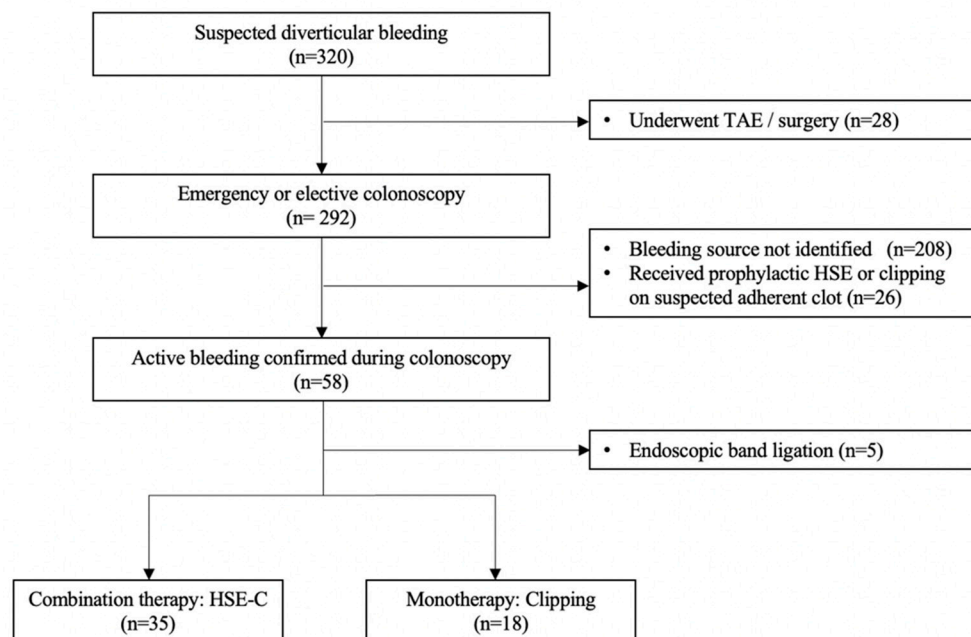 Suspected diverticular bleeding
(n=320)
• Underwent TAE / surgery (n=28)
Emergency or elective colonoscopy
(n= 292)
• Bleeding source not identified (n=208)
• Received prophylactic HSE or clipping
on suspected adherent clot (n=26)
Active bleeding confirmed during colonoscopy
(n=58)
• Endoscopic band ligation (n=5)
Combination therapy: HSE-C
(n=35)
Monotherapy: Clipping
(n=18)